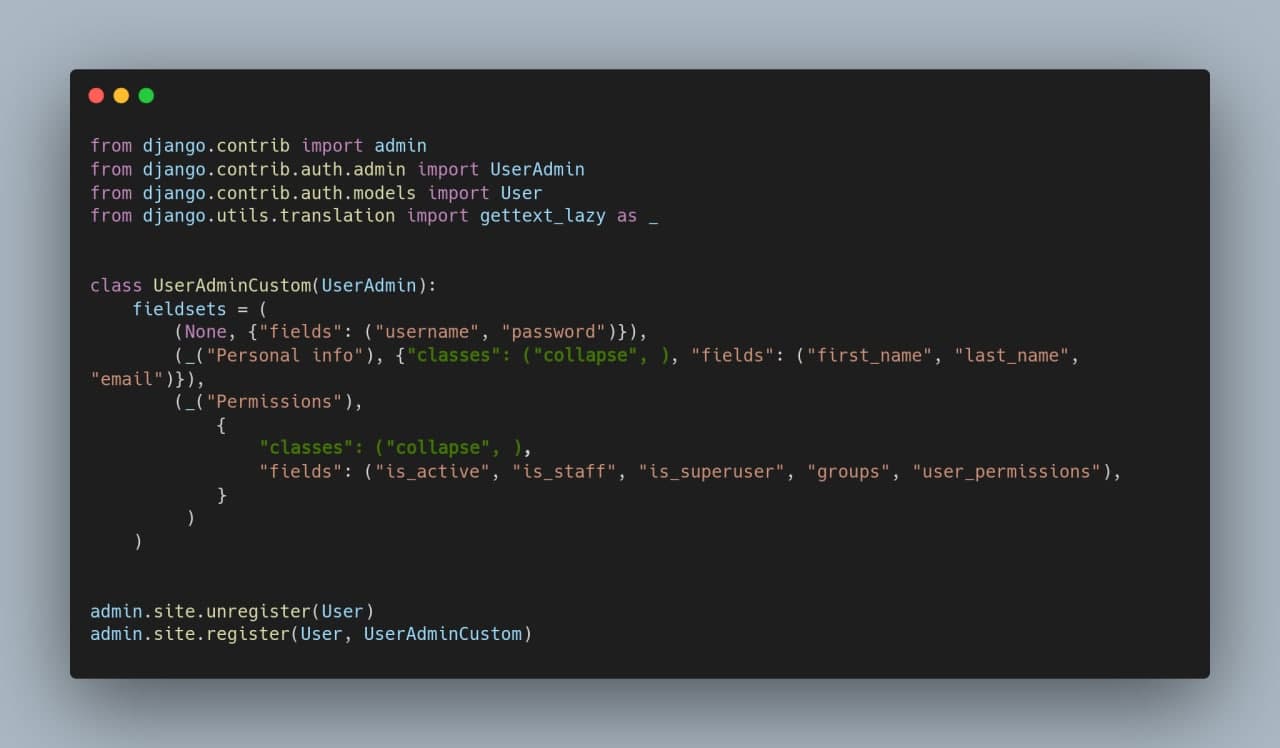 from django.contrib import admin
from django.contrib.auth.admin import UserAdmin
from django.contrib.auth.models import User
from django.utils.translation import gettext_lazy as _
class UserAdminCustom(UserAdmin):
    fieldsets = (
        (None, {"fields": ("username", "password")}),
        (_("Personal info"), {"classes": ("collapse", ), "fields": ("first_name", "last_name",
"email")}),
        (_("Permissions"),
            {
                "classes": ("collapse", ),
                "fields": ("is_active", "is_staff", "is_superuser", "groups", "user_permissions"),
            }
         )
    )
admin.site.unregister(User)
admin.site.register(User, UserAdminCustom)